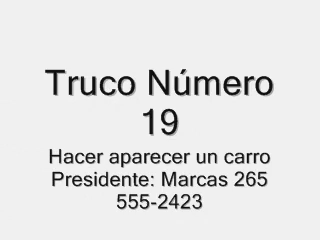 Truco Número
19
Hacer aparecer un carro
Presidente: Marcas 265
555-2423